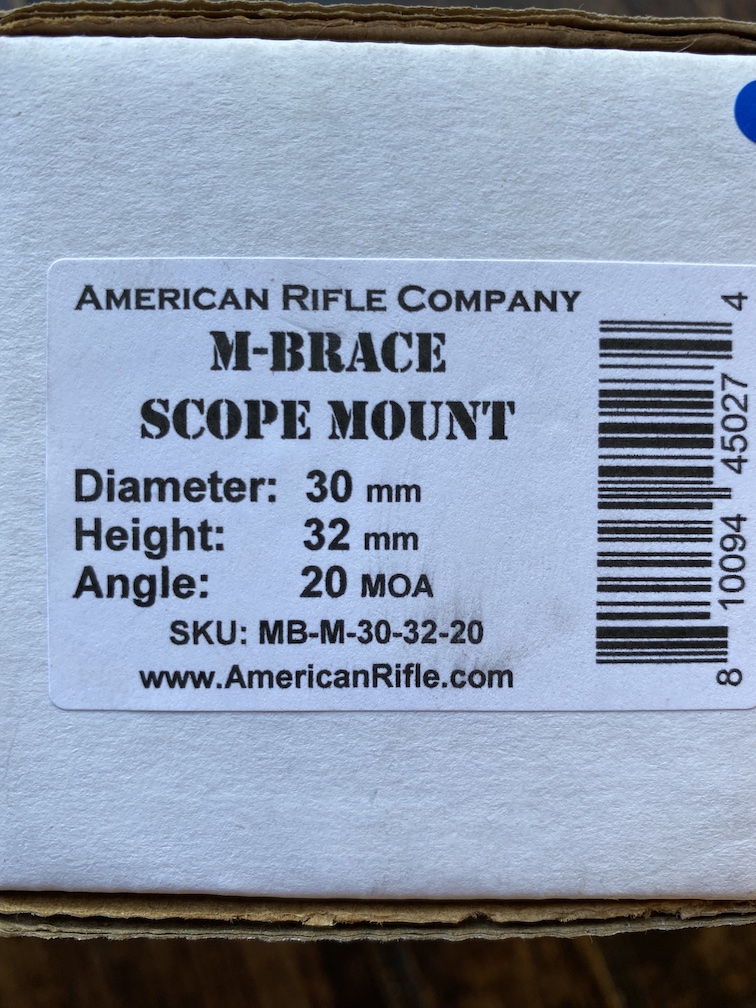 AMERICAN RIFLE COMPANY
M-BRACE
SCOPE MOUNT
Diameter: 30 mm
Height: 32 mm
Angle: 20 MOA
SKU: MB-M-30-32-20
www.AmericanRifle.com
8 10094 45027 4